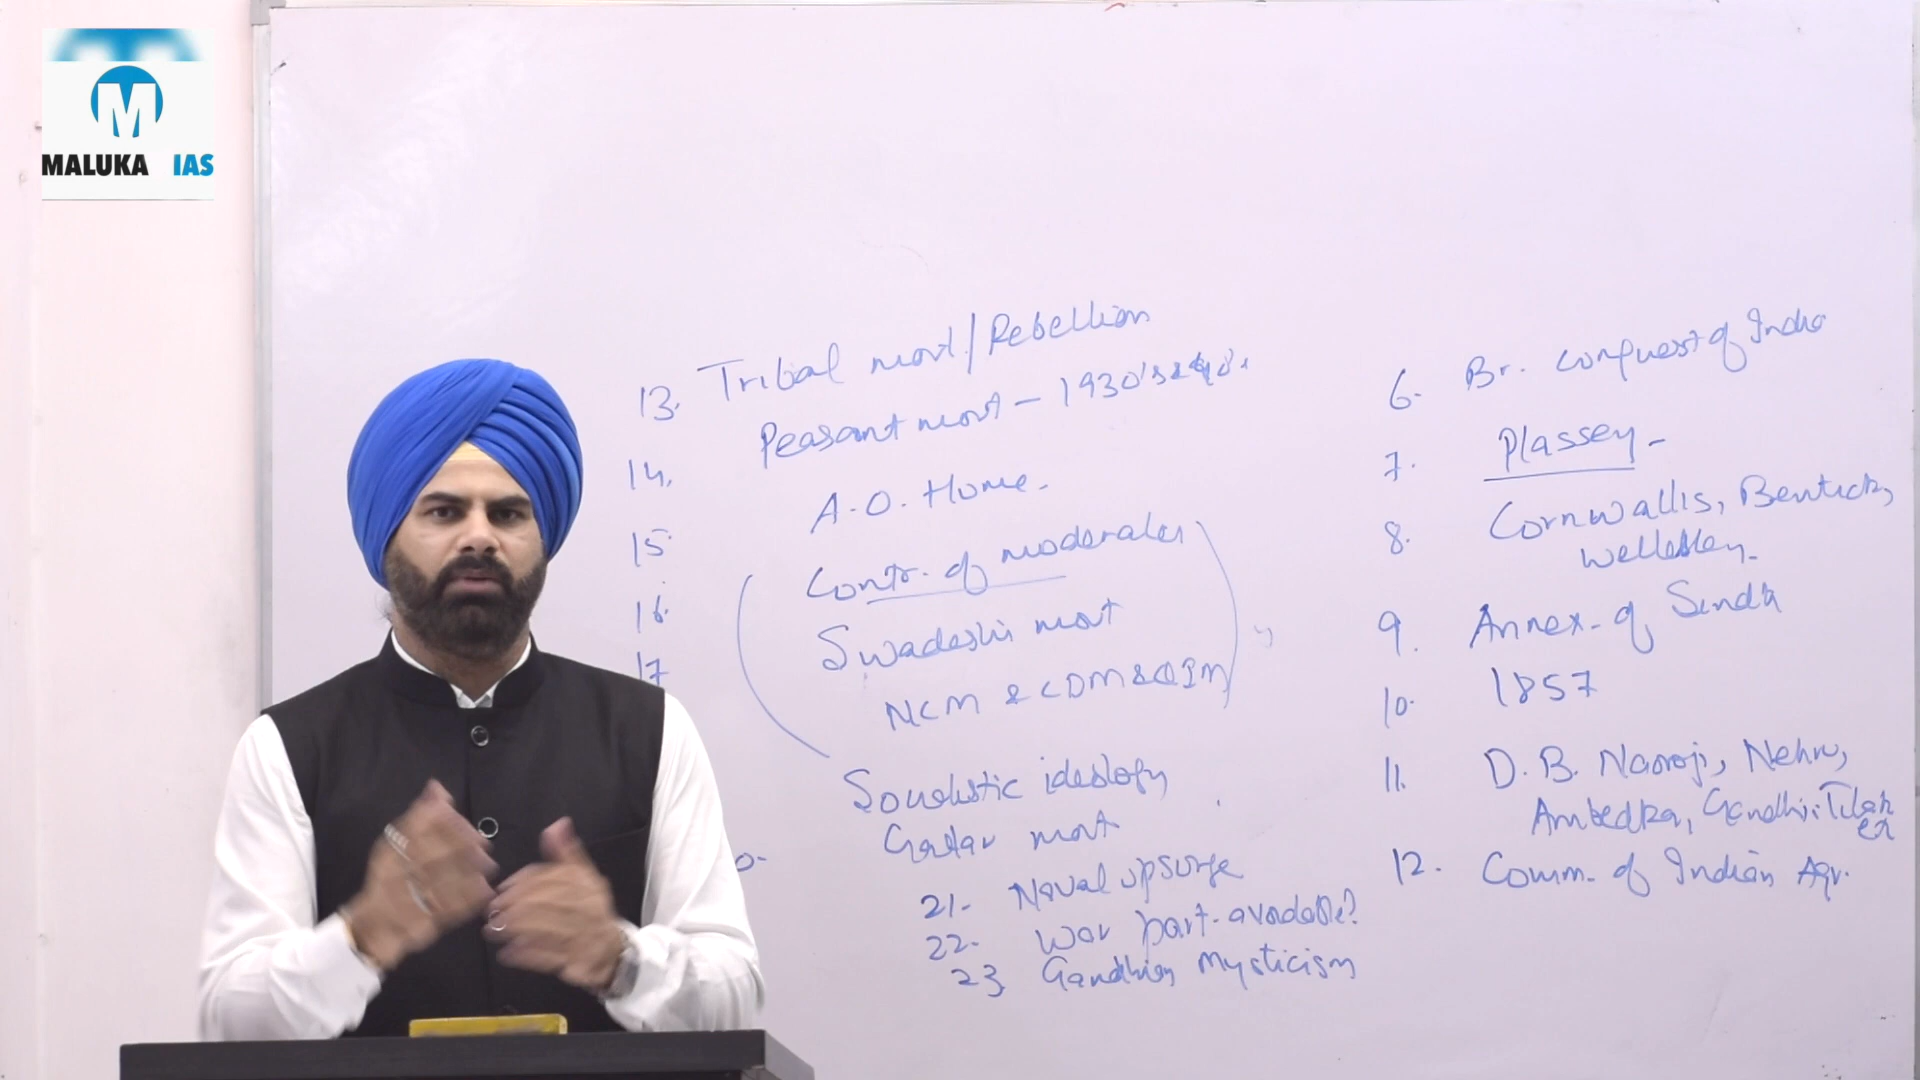 M
MALUKA IAS
13. Tribal movt/Rebellion
14. Peasant movt - 1930's & 40's
15. A.O. Hume.
16. Contr. of moderates
17 Swadeshi movt
NCM & CDM & QIM
Socialistic ideology
Gadar movt
0-
21- Naval upsurge
22- War part. avoidable?
23 Gandhian Mysticism
6. Br. conquest of India
7. Plassey -
8. Cornwallis, Bentick,
Wellesley-
9. Annex. of Sindh
10. 1857
11. D.B. Naoroji, Nehru,
Ambedkar, Gandhi, Tilak
12. Comm. of Indian Agr.